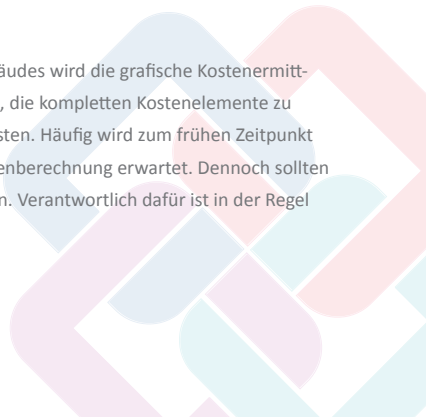 äudes wird die grafische Kostenermitt-
, die kompletten Kostenelemente zu
sten. Häufig wird zum frühen Zeitpunkt
enberechnung erwartet. Dennoch sollten
n. Verantwortlich dafür ist in der Regel